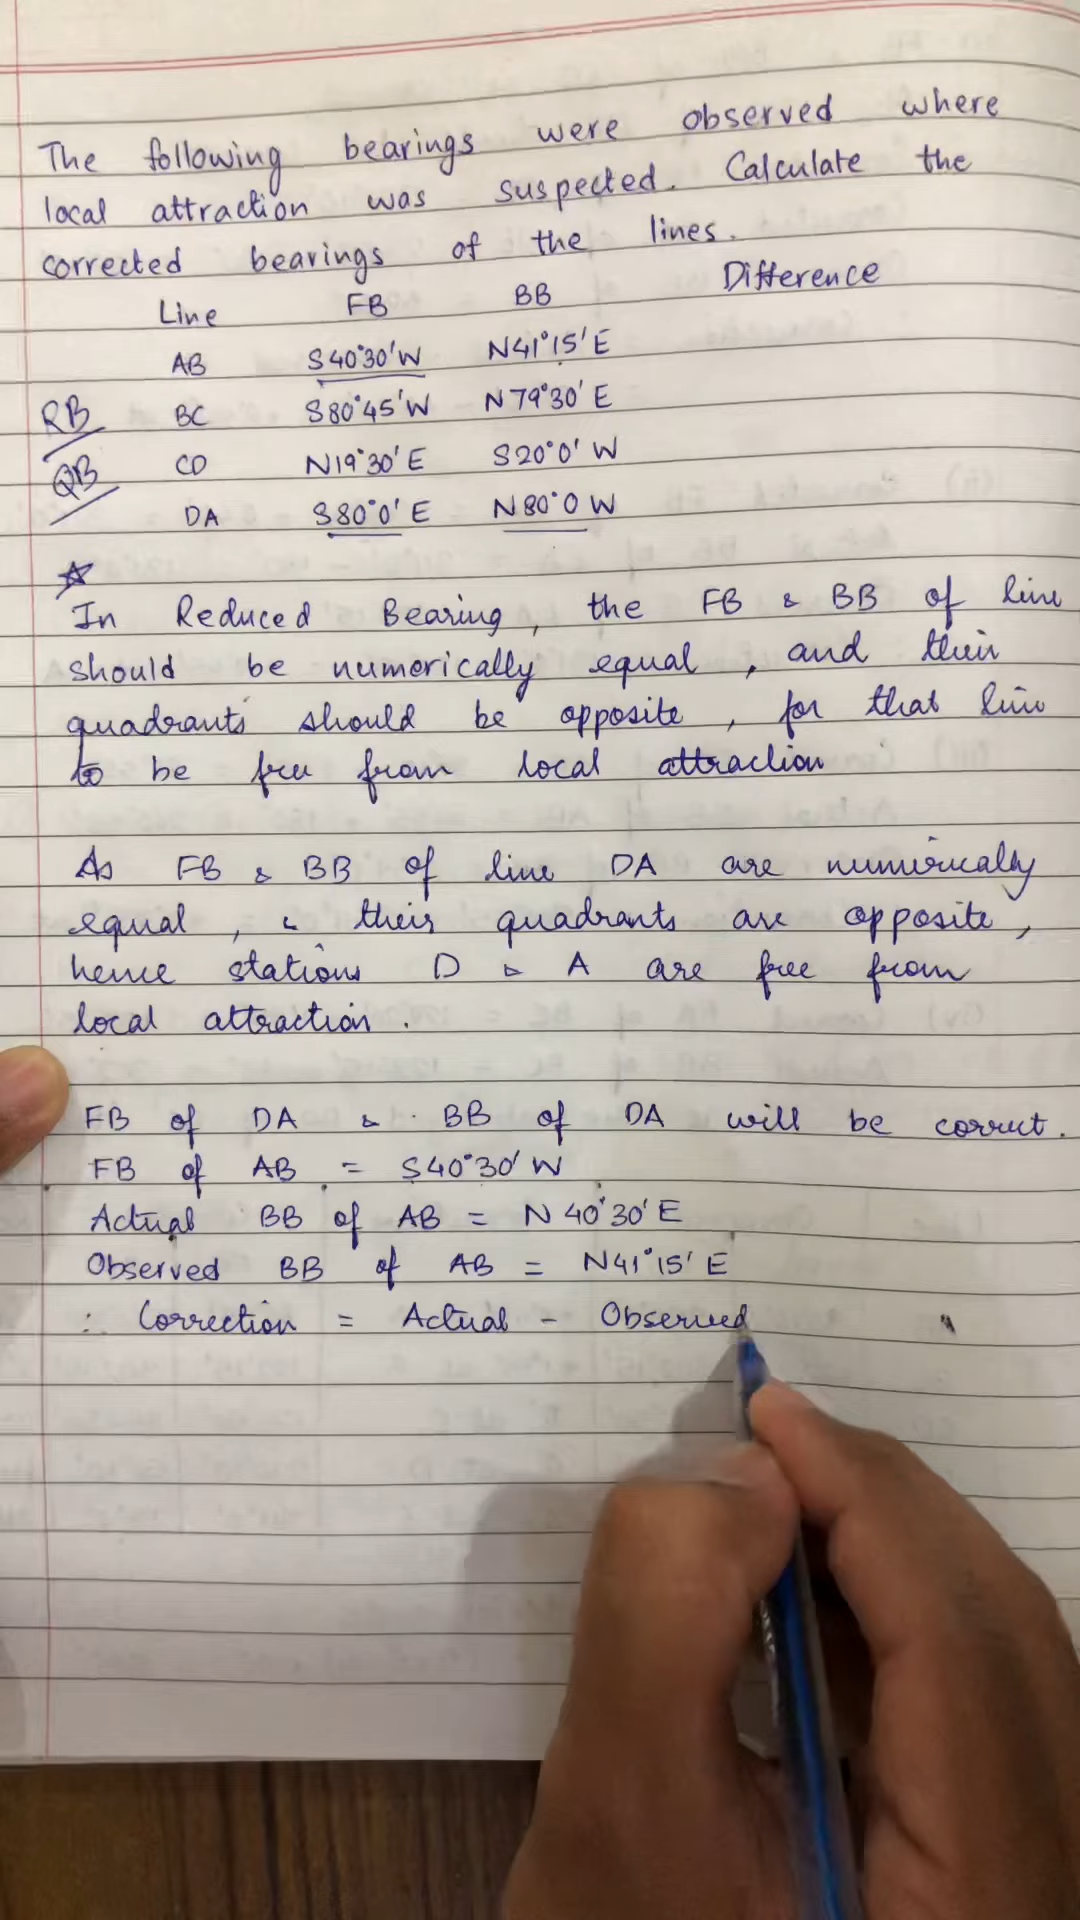 The following bearings were observed where
local attraction was suspected. Calculate the
corrected bearings of the lines.
Line FB BB Difference
AB S40°30'W N41°15'E
RB BC S80°45'W N79°30'E
QB CD N19°30'E S20°0'W
DA S80°0'E N80°0W
☆
In Reduced Bearing, the FB & BB of line
should be numerically equal, and their
quadrants should be opposite, for that line
to be free from local attraction
As FB & BB of line DA are numerically
equal, & their quadrants are opposite,
hence stations D & A are free from
local attraction.
FB of DA & BB of DA will be correct.
FB of AB = S40°30'W
Actual BB of AB = N40°30'E
Observed BB of AB = N41°15'E
∴ Correction = Actual - Observed